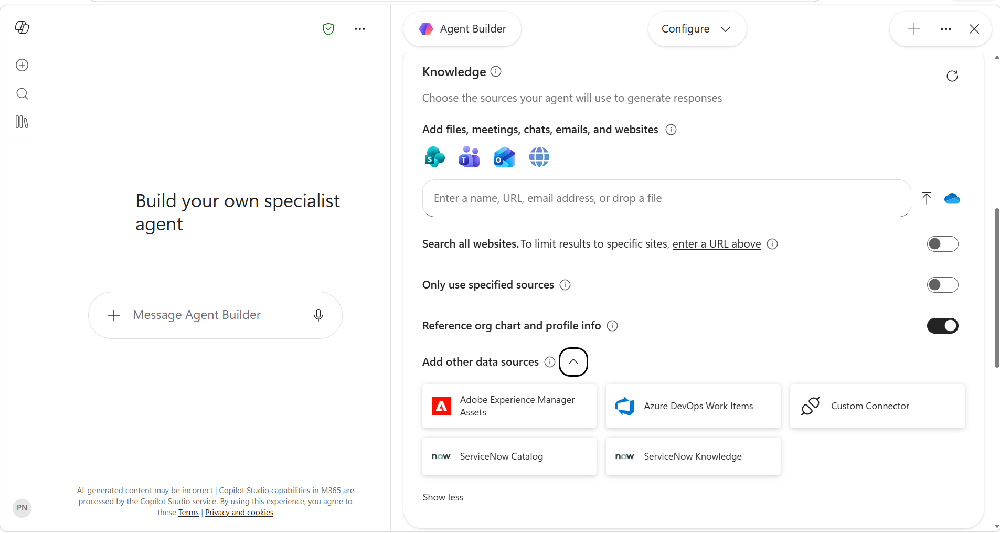 Agent Builder
Configure
Knowledge
Choose the sources your agent will use to generate responses
Add files, meetings, chats, emails, and websites
S
T
O
Enter a name, URL, email address, or drop a file
Search all websites. To limit results to specific sites, enter a URL above
Only use specified sources
Reference org chart and profile info
Add other data sources
Adobe Experience Manager
Assets
Azure DevOps Work Items
Custom Connector
now. ServiceNow Catalog
now. ServiceNow Knowledge
Show less
Build your own specialist
agent
Message Agent Builder
AI-generated content may be incorrect | Copilot Studio capabilities in M365 are
processed by the Copilot Studio service. By using this experience, you agree to
these Terms | Privacy and cookies
PN